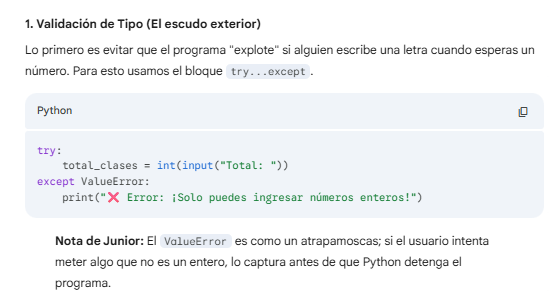 1. Validación de Tipo (El escudo exterior)
Lo primero es evitar que el programa "explote" si alguien escribe una letra cuando esperas un
número. Para esto usamos el bloque try...except.
Python
try:
    total_clases = int(input("Total: "))
except ValueError:
    print("❌ Error: ¡Solo puedes ingresar números enteros!")
Nota de Junior: El ValueError es como un atrapamoscas; si el usuario intenta
meter algo que no es un entero, lo captura antes de que Python detenga el
programa.